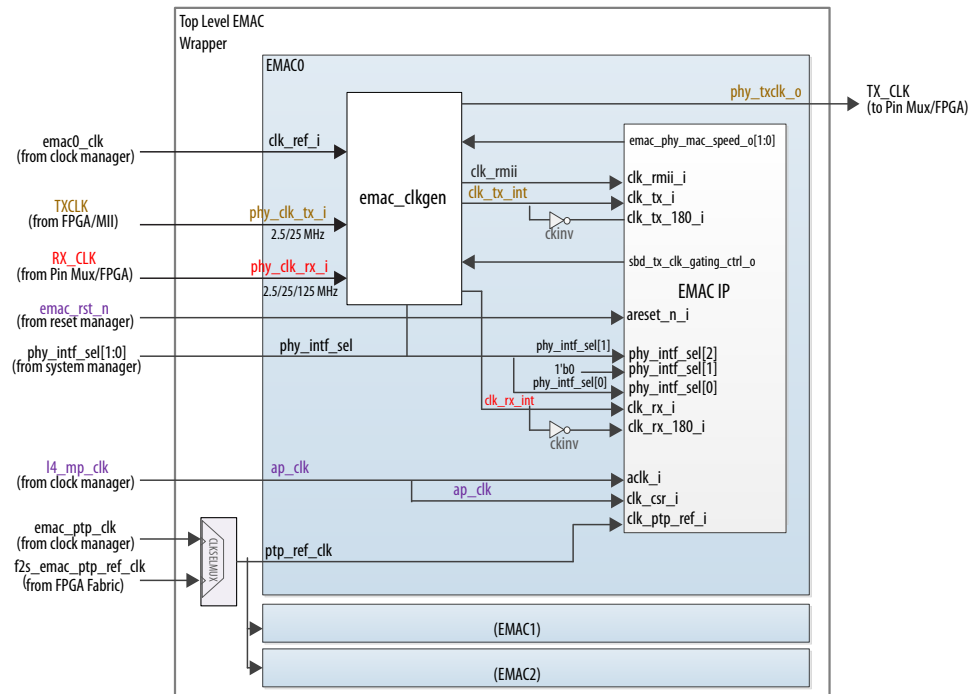 Top Level EMAC
Wrapper
EMAC0
phy_txclk_o
TX_CLK
(to Pin Mux/FPGA)
emac0_clk
(from clock manager)
clk_ref_i
emac_phy_mac_speed_o[1:0]
clk_rmii
clk_rmii_i
emac_clkgen
clk_tx_int
clk_tx_i
TXCLK
(from FPGA/MII)
phy_clk_tx_i
2.5/25 MHz
clk_tx_180_i
ckinv
RX_CLK
(from Pin Mux/FPGA)
phy_clk_rx_i
2.5/25/125 MHz
sbd_tx_clk_gating_ctrl_o
EMAC IP
emac_rst_n
(from reset manager)
areset_n_i
phy_intf_sel[1:0]
(from system manager)
phy_intf_sel
phy_intf_sel[1]
phy_intf_sel[2]
1'b0
phy_intf_sel[1]
phy_intf_sel[0]
phy_intf_sel[0]
clk_rx_int
clk_rx_i
clk_rx_180_i
ckinv
l4_mp_clk
(from clock manager)
ap_clk
aclk_i
ap_clk
clk_csr_i
clk_ptp_ref_i
emac_ptp_clk
(from clock manager)
CLKSELMUX
ptp_ref_clk
f2s_emac_ptp_ref_clk
(from FPGA Fabric)
(EMAC1)
(EMAC2)